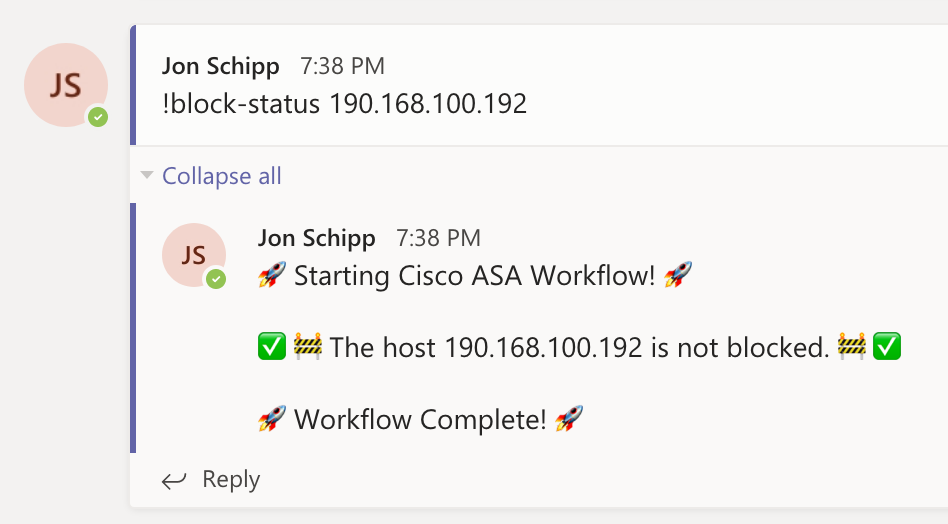 JS
Jon Schipp 7:38 PM
!block-status 190.168.100.192
Collapse all
JS
Jon Schipp 7:38 PM
🚀 Starting Cisco ASA Workflow! 🚀
✅ 🚧 The host 190.168.100.192 is not blocked. 🚧 ✅
🚀 Workflow Complete! 🚀
Reply